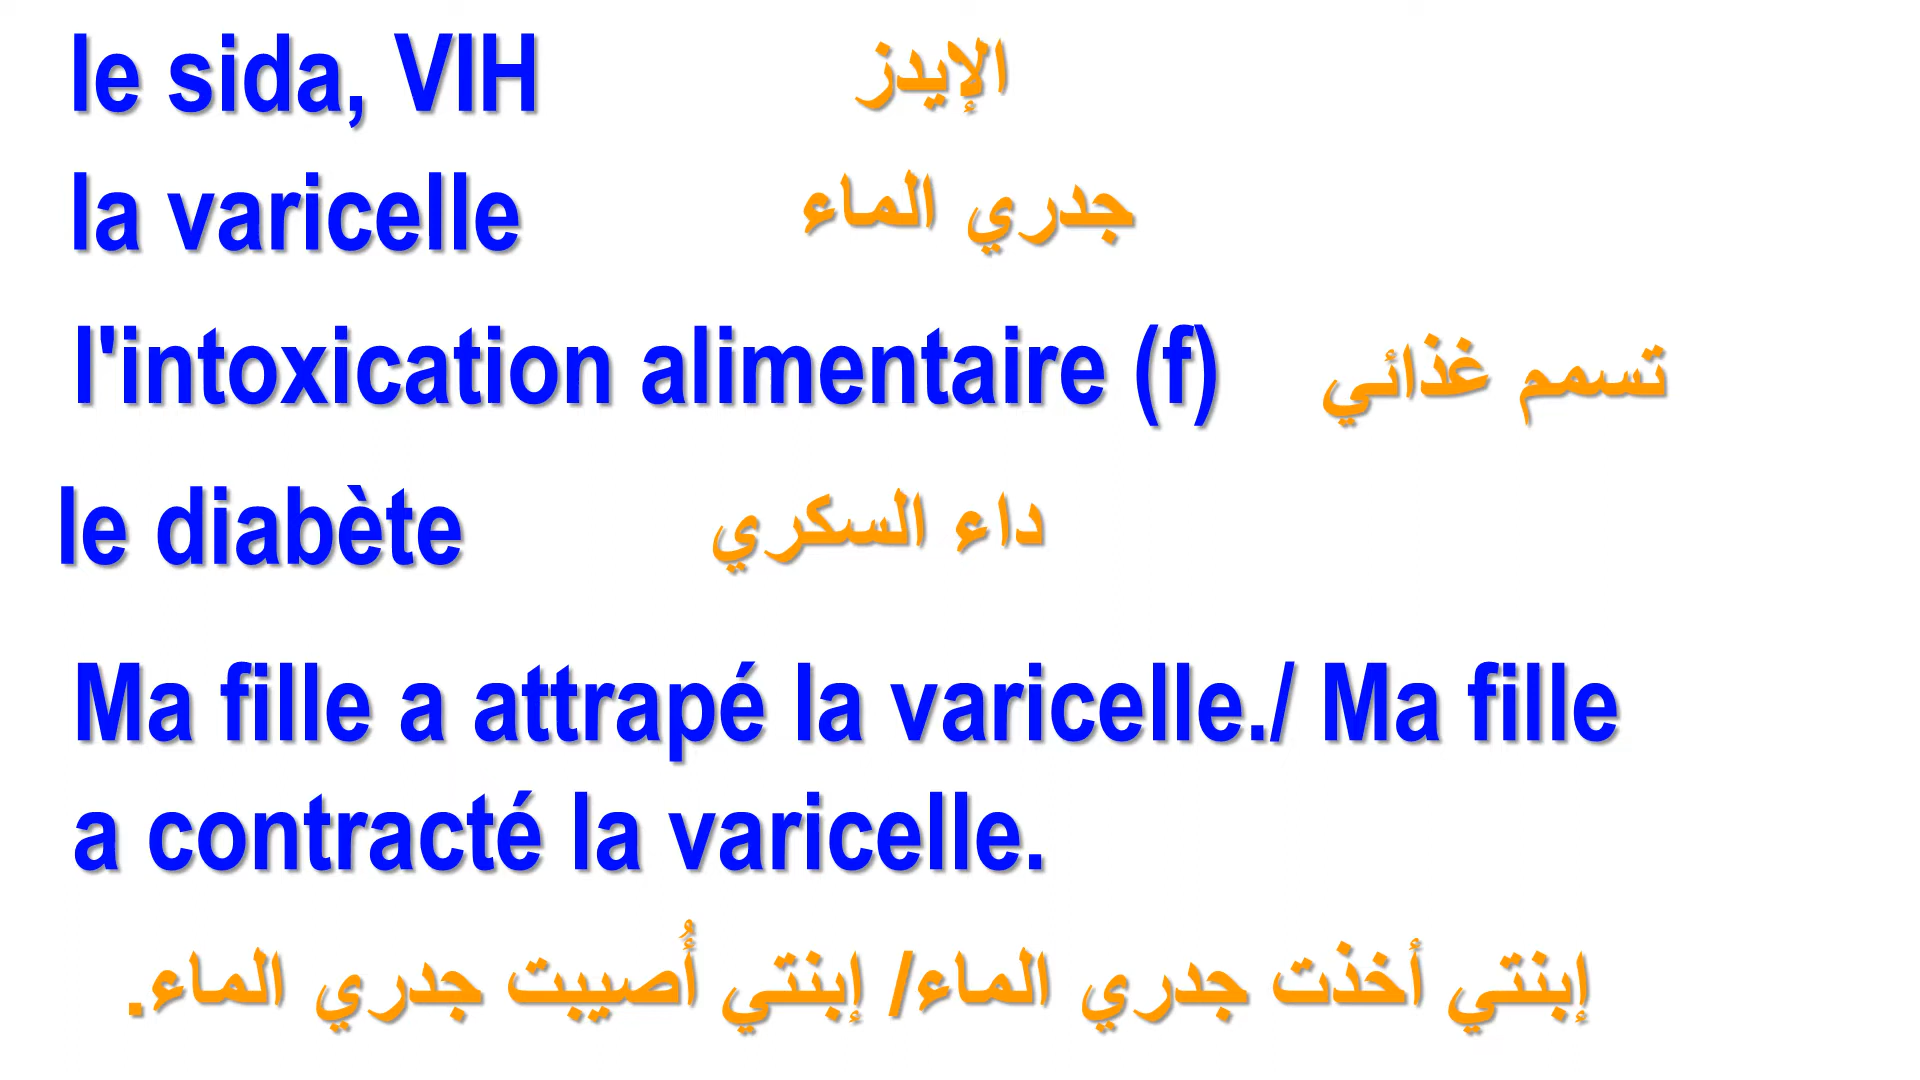 le sida, VIH الإيدز
la varicelle جدري الماء
l'intoxication alimentaire (f) تسمم غذائي
le diabète داء السكري
Ma fille a attrapé la varicelle./ Ma fille
a contracté la varicelle.
إبنتي أخذت جدري الماء/ إبنتي أُصيبت جدري الماء.